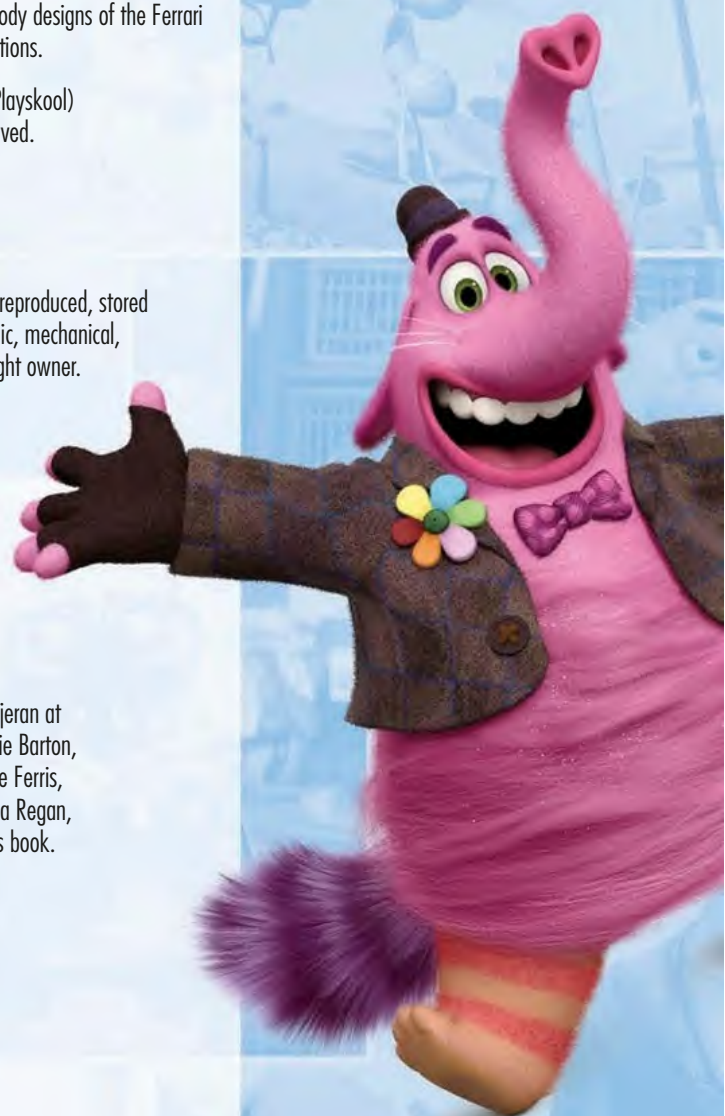 ody designs of the Ferrari
tions.
Playskool)
ved.
reproduced, stored
ic, mechanical,
ght owner.
jeran at
ie Barton,
e Ferris,
a Regan,
s book.